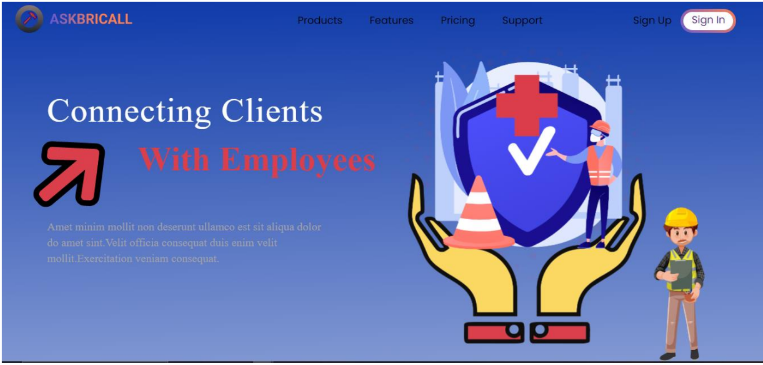 ASKBRICALL
Products Features Pricing Support Sign Up Sign In
Connecting Clients
With Employees
Amet minim mollit non deserunt ullamco est sit aliqua dolor
do amet sint.Velit officia consequat duis enim velit
mollit.Exercitation veniam consequat.